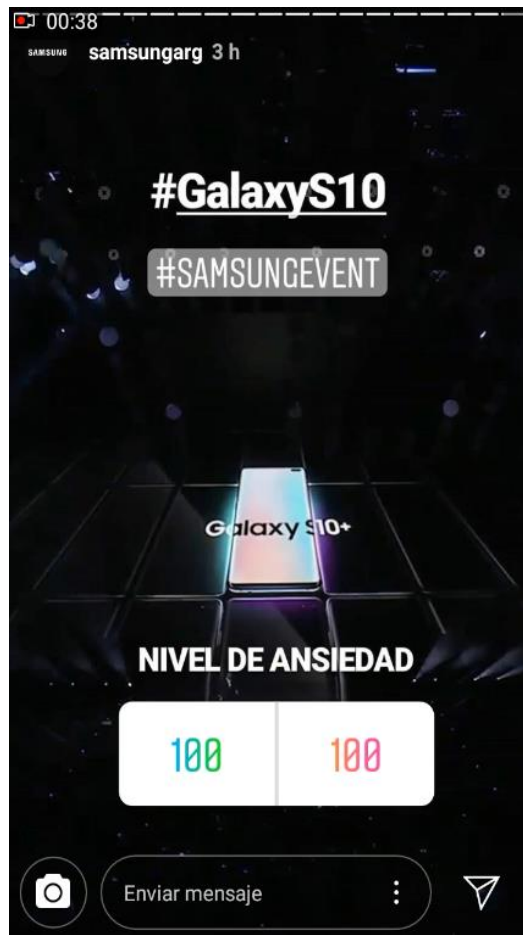 00:38
SAMSUNG samsungarg 3 h
#GalaxyS10
#SAMSUNGEVENT
Galaxy S10+
NIVEL DE ANSIEDAD
100 100
Enviar mensaje